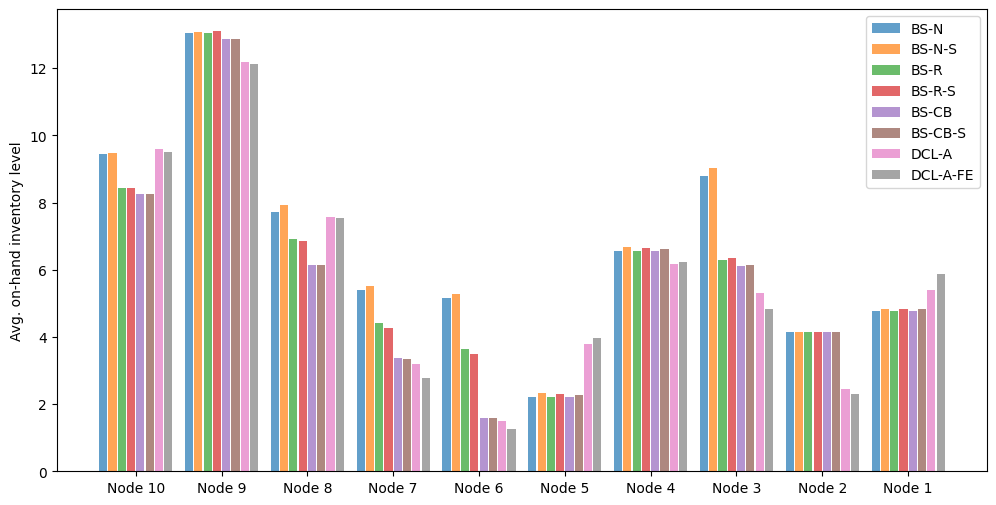 Avg. on-hand inventory level
12
10
8
6
4
2
0
Node 10 Node 9 Node 8 Node 7 Node 6 Node 5 Node 4 Node 3 Node 2 Node 1
BS-N
BS-N-S
BS-R
BS-R-S
BS-CB
BS-CB-S
DCL-A
DCL-A-FE